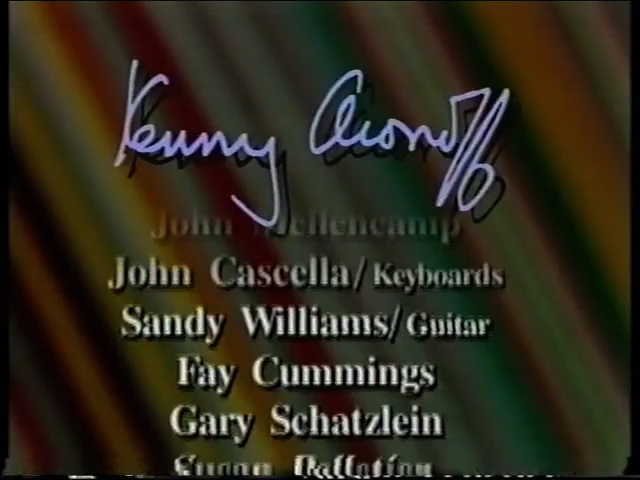 Kenny Aronoff
John Mellencamp
John Cascella/Keyboards
Sandy Williams/Guitar
Fay Cummings
Gary Schatzlein